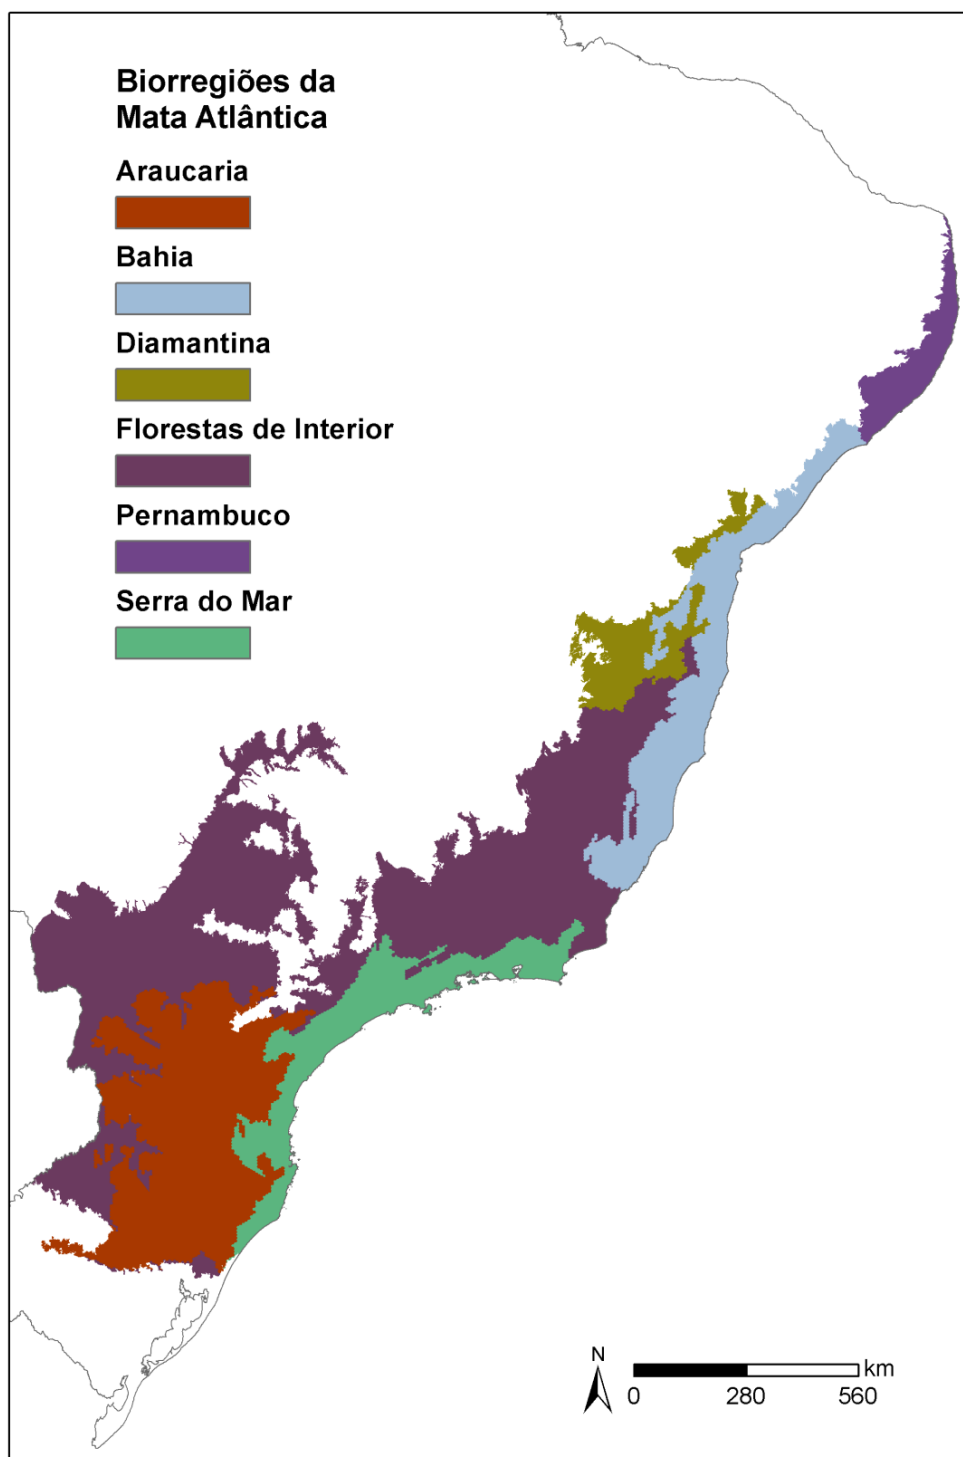 Biorregiões da
Mata Atlântica
Araucaria
Bahia
Diamantina
Florestas de Interior
Pernambuco
Serra do Mar
N
km
0 280 560